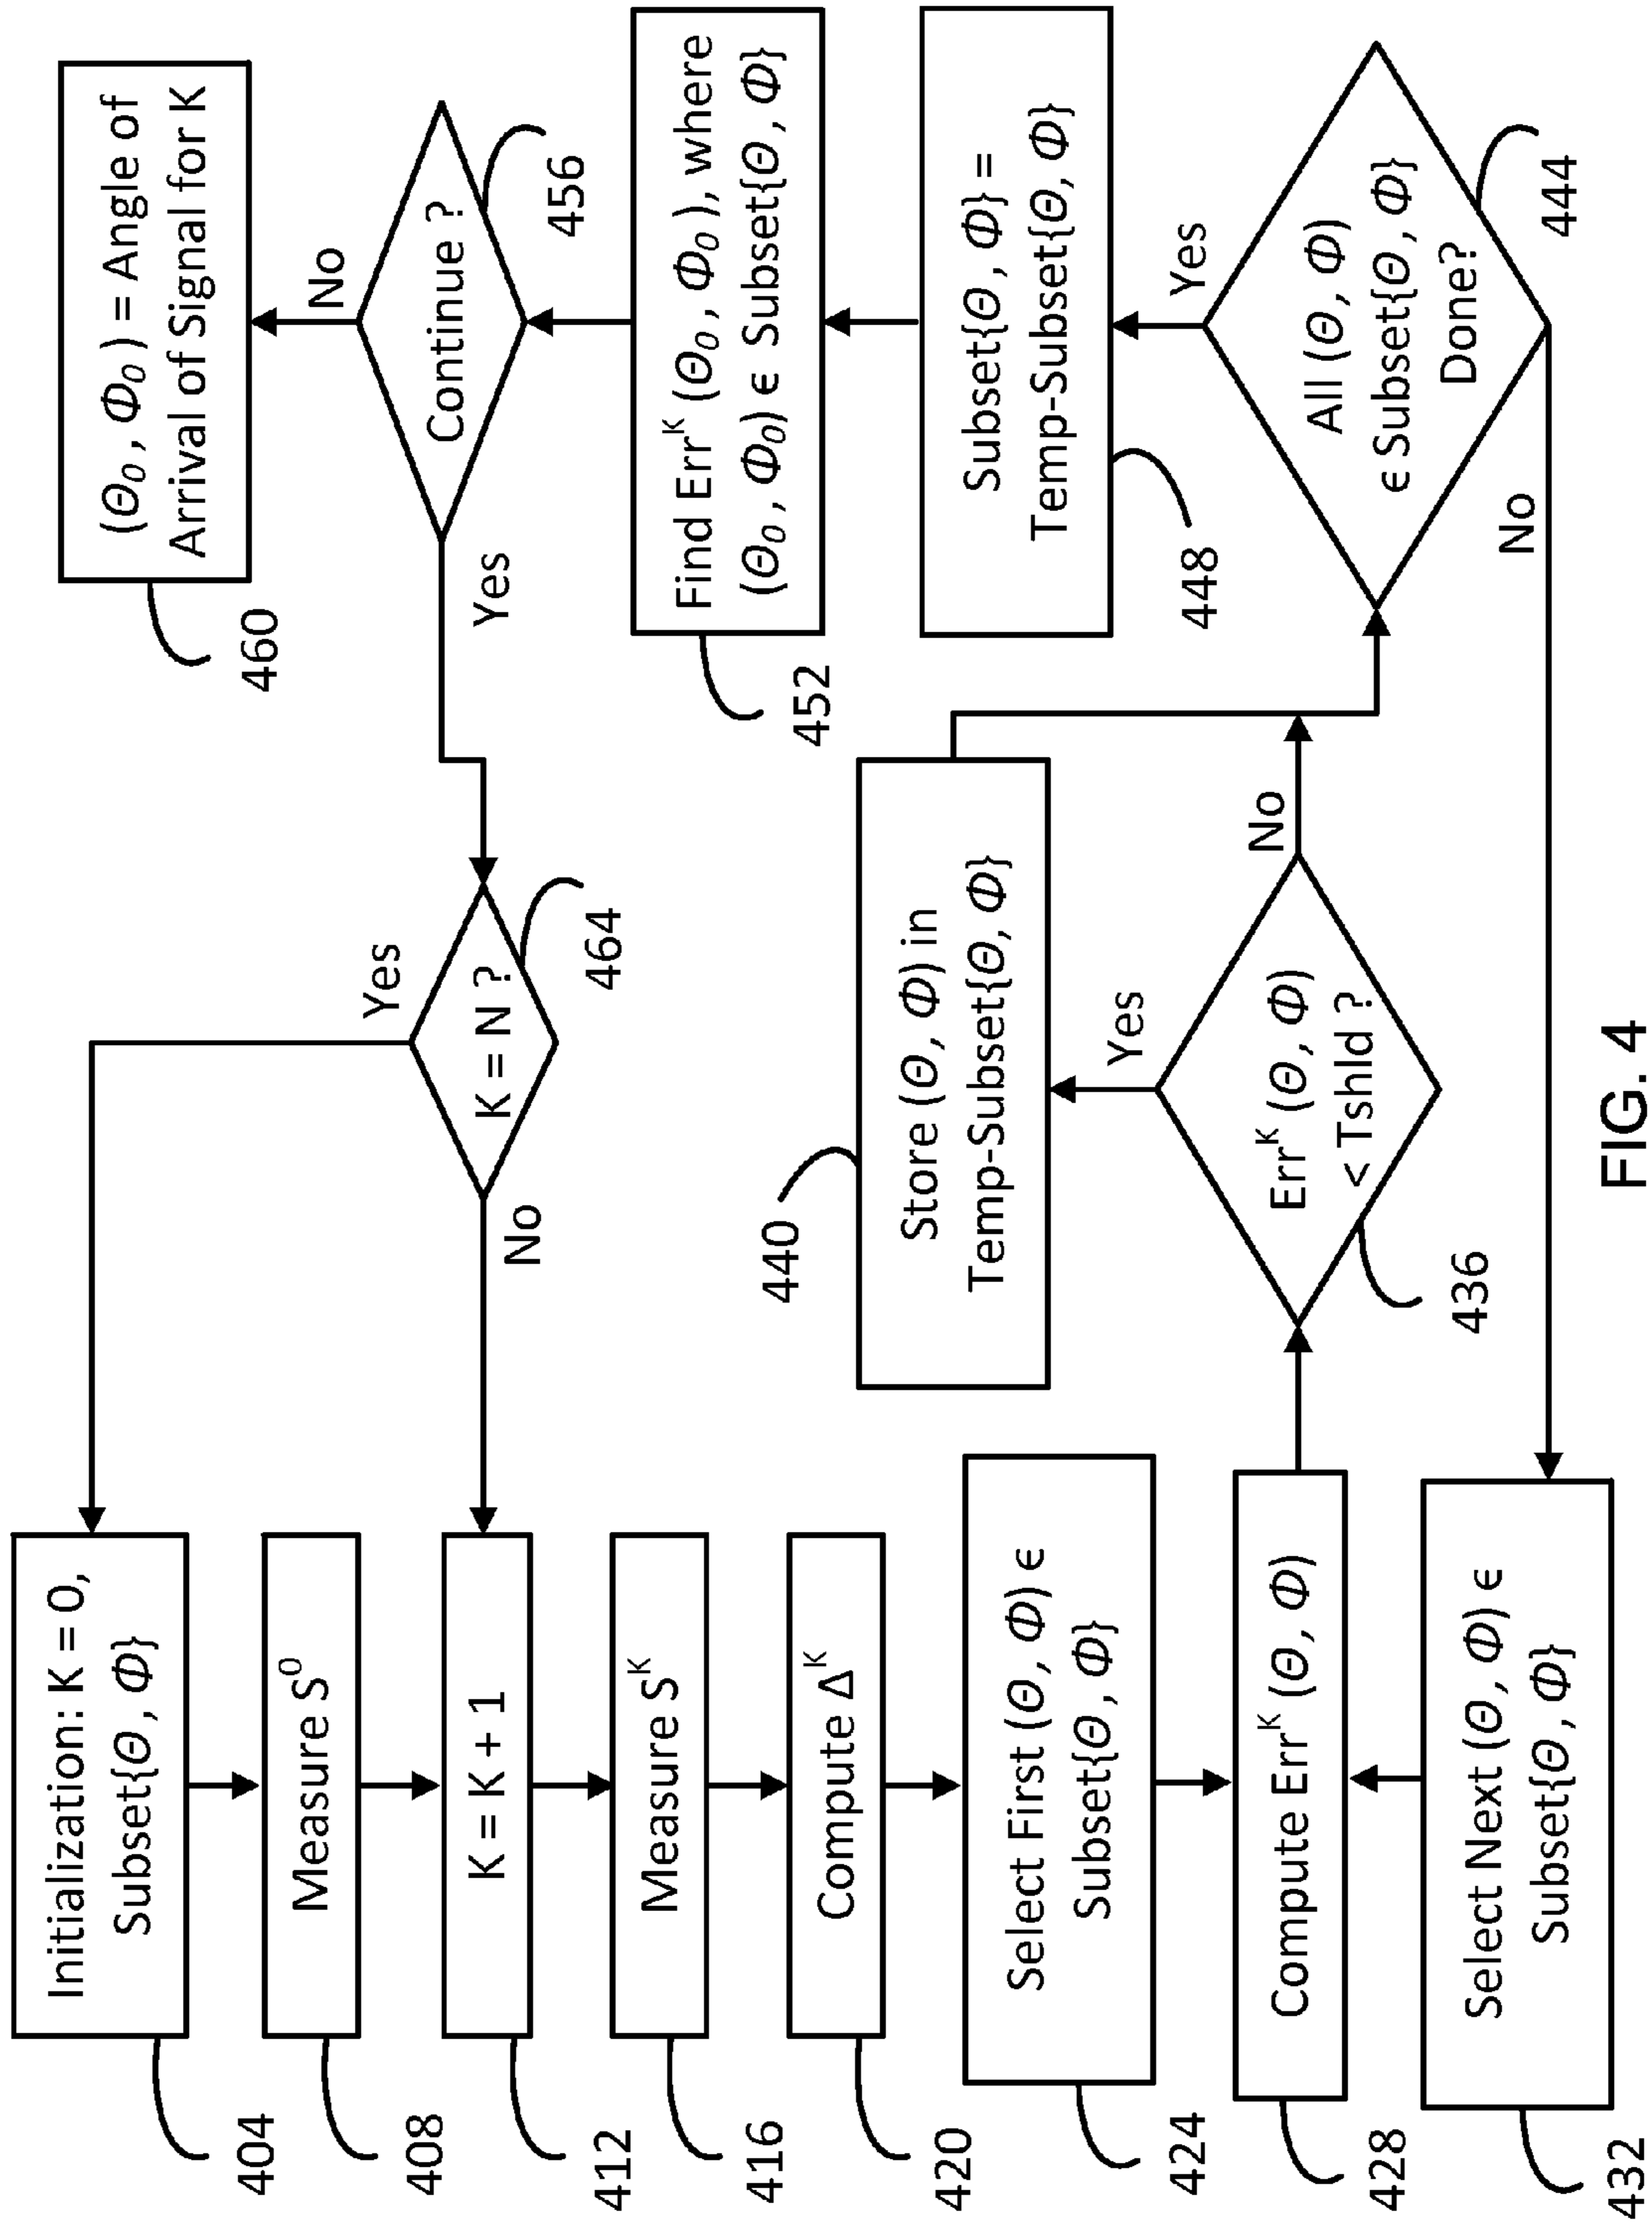 Initialization: K = 0,
Subset{Θ, Φ}
404
Measure S⁰
408
K = K + 1
412
Measure Sᴷ
416
Compute Δᴷ
420
Select First (Θ, Φ) ϵ
Subset{Θ, Φ}
424
Compute Errᴷ (Θ, Φ)
428
Select Next (Θ, Φ) ϵ
Subset{Θ, Φ}
432
Errᴷ (Θ, Φ)
< Tshld ?
436
Yes
No
Store (Θ, Φ) in
Temp-Subset{Θ, Φ}
440
All (Θ, Φ)
ϵ Subset{Θ, Φ}
Done?
444
Yes
No
Subset{Θ, Φ} =
Temp-Subset{Θ, Φ}
448
Find Errᴷ (Θ₀, Φ₀), where
(Θ₀, Φ₀) ϵ Subset{Θ, Φ}
452
Continue ?
456
Yes
No
(Θ₀, Φ₀) = Angle of
Arrival of Signal for K
460
K = N ?
464
Yes
No
FIG. 4